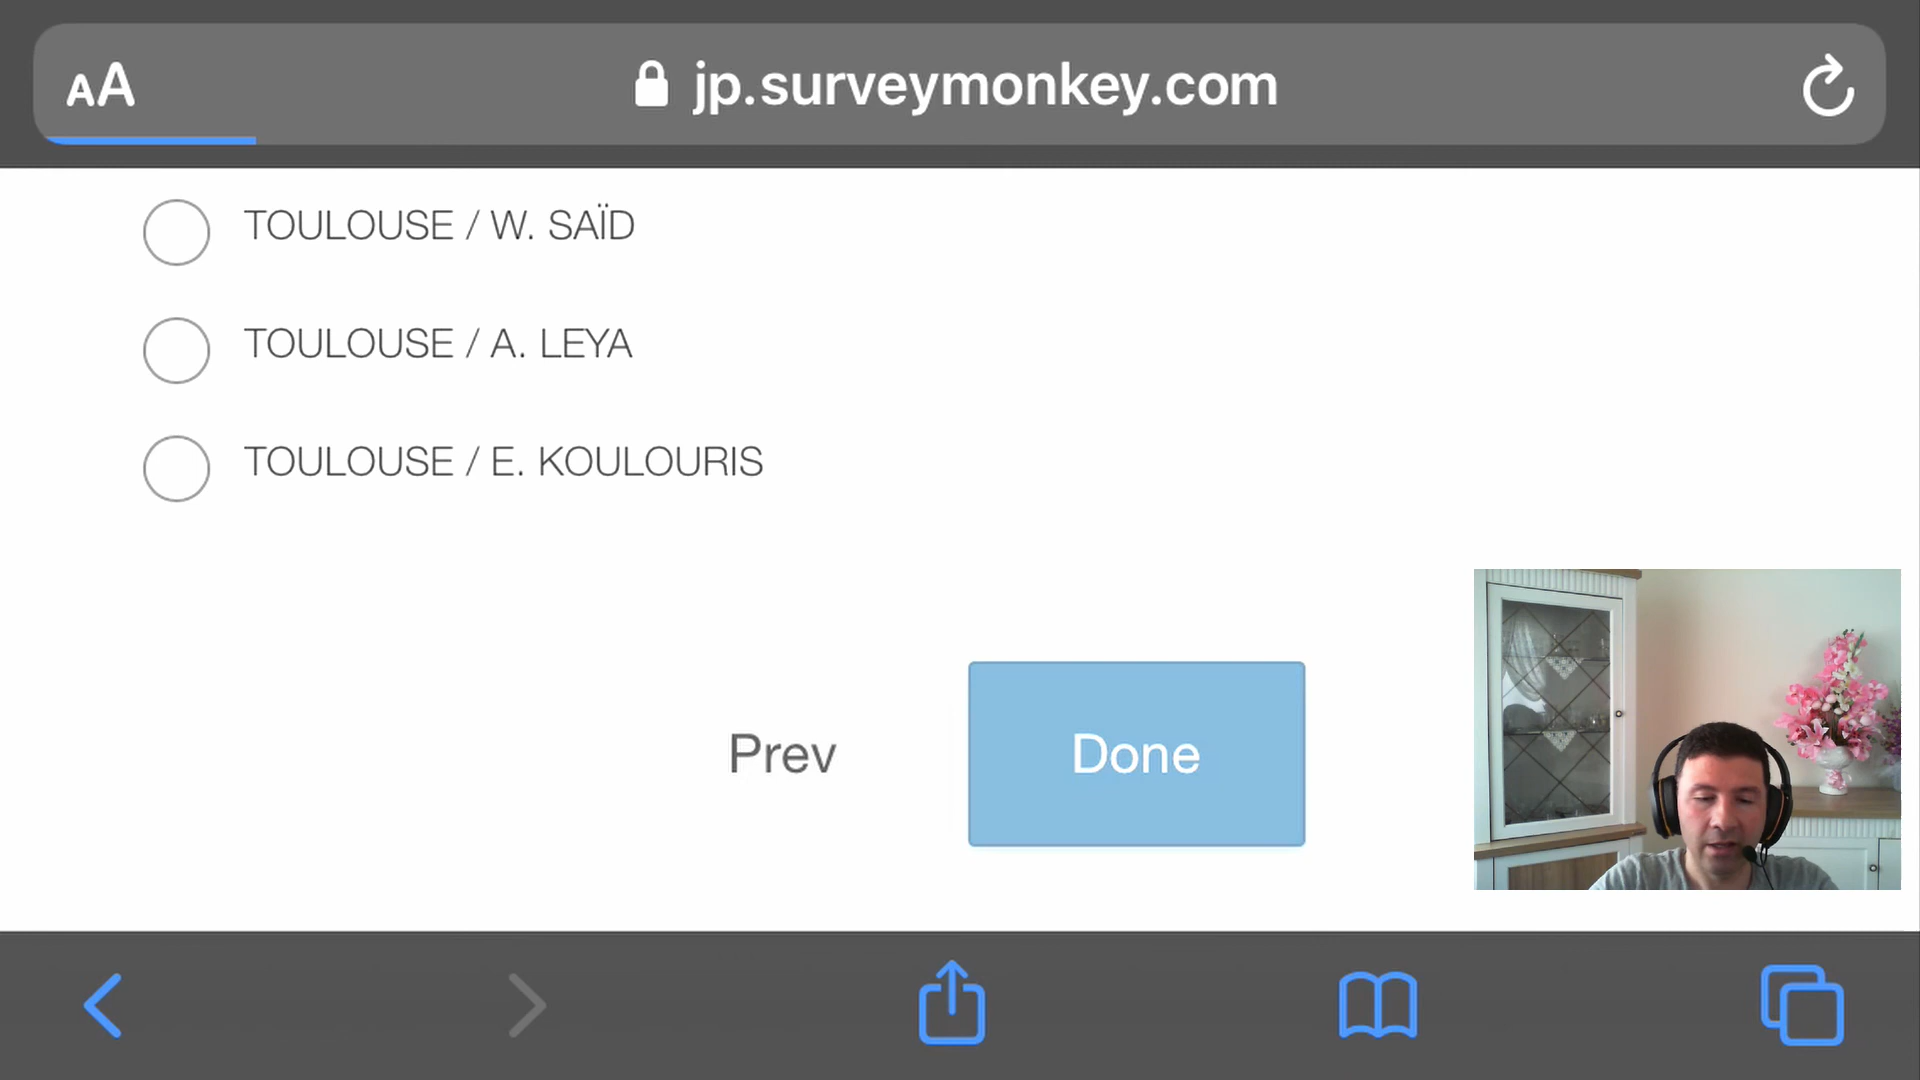 AA
jp.surveymonkey.com
TOULOUSE / W. SAÏD
TOULOUSE / A. LEYA
TOULOUSE / E. KOULOURIS
Prev
Done